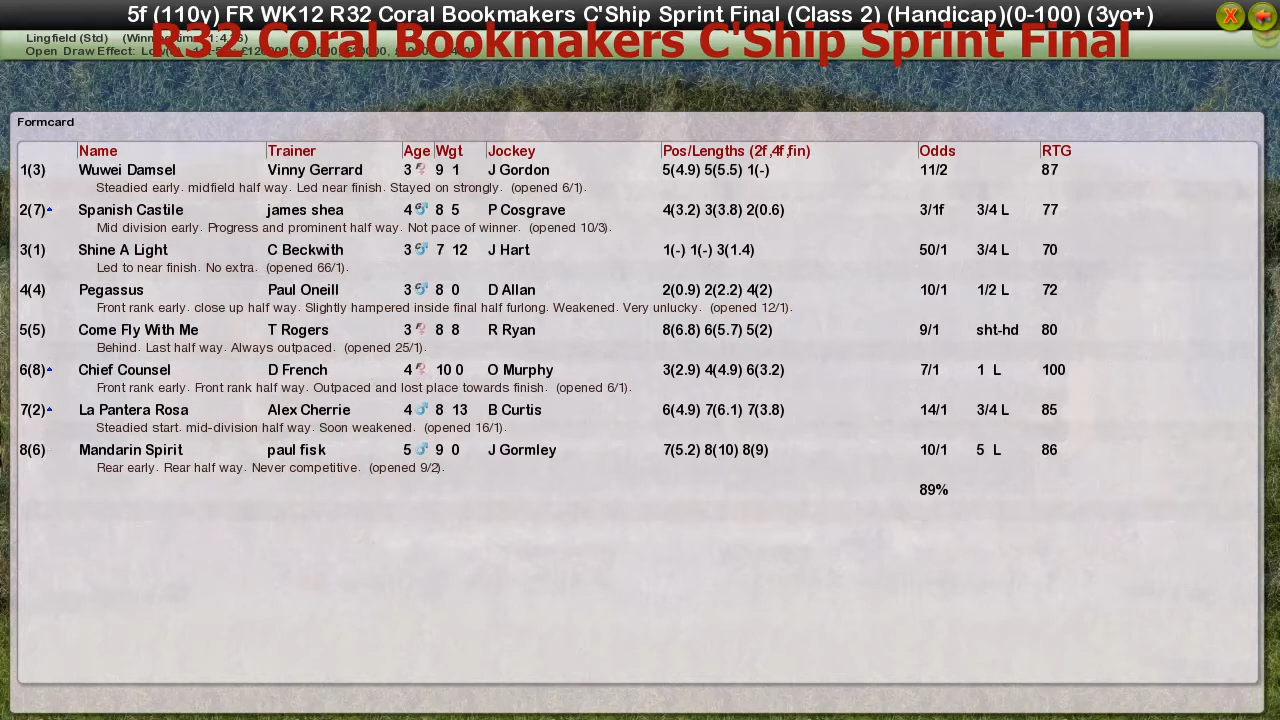 5f (110y) FR WK12 R32 Coral Bookmakers C'Ship Sprint Final (Class 2) (Handicap)(0-100) (3yo+)
R32 Coral Bookmakers C'Ship Sprint Final
Lingfield (Std)
Open Draw Effect:
Formcard
Name Trainer Age Wgt Jockey Pos/Lengths (2f,4f,fin) Odds RTG
1(3) Wuwei Damsel Vinny Gerrard 3 9 1 J Gordon 5(4.9) 5(5.5) 1(-) 11/2 87
Steadied early. midfield half way. Led near finish. Stayed on strongly. (opened 6/1).
2(7) Spanish Castile james shea 4 8 5 P Cosgrave 4(3.2) 3(3.8) 2(0.6) 3/1f 3/4 L 77
Mid division early. Progress and prominent half way. Not pace of winner. (opened 10/3).
3(1) Shine A Light C Beckwith 3 7 12 J Hart 1(-) 1(-) 3(1.4) 50/1 3/4 L 70
Led to near finish. No extra. (opened 66/1).
4(4) Pegassus Paul Oneill 3 8 0 D Allan 2(0.9) 2(2.2) 4(2) 10/1 1/2 L 72
Front rank early. close up half way. Slightly hampered inside final half furlong. Weakened. Very unlucky. (opened 12/1).
5(5) Come Fly With Me T Rogers 3 8 8 R Ryan 8(6.8) 6(5.7) 5(2) 9/1 sht-hd 80
Behind. Last half way. Always outpaced. (opened 25/1).
6(8) Chief Counsel D French 4 10 0 O Murphy 3(2.9) 4(4.9) 6(3.2) 7/1 1 L 100
Front rank early. Front rank half way. Outpaced and lost place towards finish. (opened 6/1).
7(2) La Pantera Rosa Alex Cherrie 4 8 13 B Curtis 6(4.9) 7(6.1) 7(3.8) 14/1 3/4 L 85
Steadied start. mid-division half way. Soon weakened. (opened 16/1).
8(6) Mandarin Spirit paul fisk 5 9 0 J Gormley 7(5.2) 8(10) 8(9) 10/1 5 L 86
Rear early. Rear half way. Never competitive. (opened 9/2).
89%